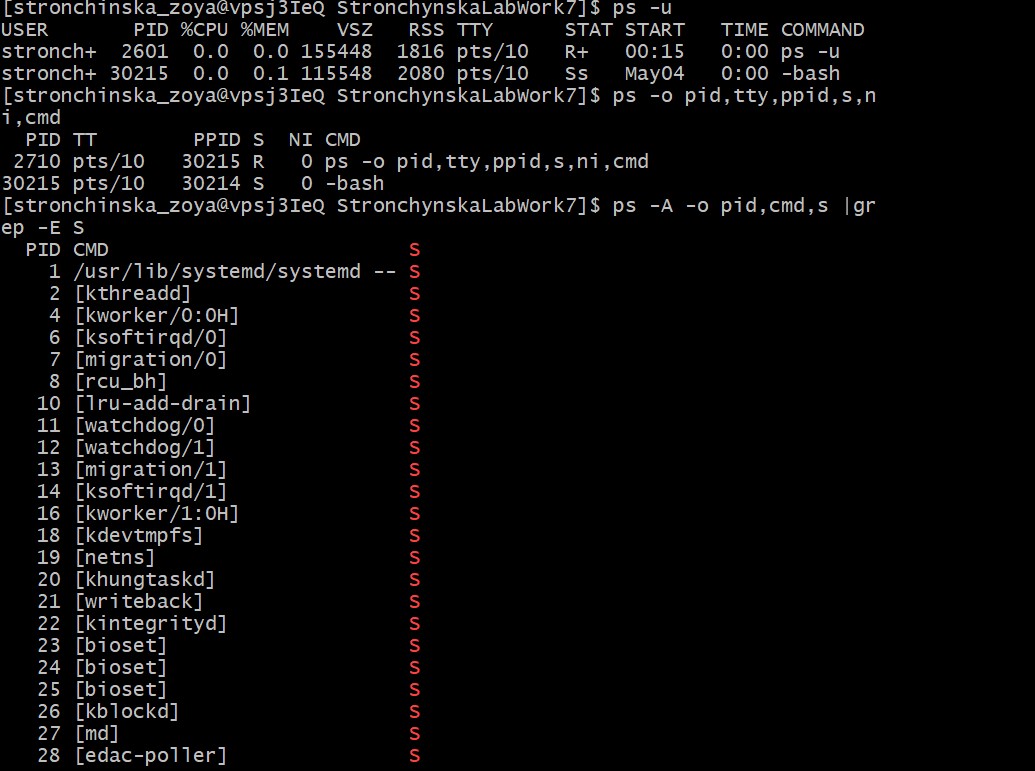 [stronchinska_zoya@vpsj3IeQ StronchynskaLabWork7]$ ps -u
USER       PID %CPU %MEM    VSZ   RSS TTY      STAT START   TIME COMMAND
stronch+  2601  0.0  0.0 155448  1816 pts/10   R+   00:15   0:00 ps -u
stronch+ 30215  0.0  0.1 115548  2080 pts/10   Ss   May04   0:00 -bash
[stronchinska_zoya@vpsj3IeQ StronchynskaLabWork7]$ ps -o pid,tty,ppid,s,n
i,cmd
  PID TT        PPID S  NI CMD
 2710 pts/10   30215 R   0 ps -o pid,tty,ppid,s,ni,cmd
30215 pts/10   30214 S   0 -bash
[stronchinska_zoya@vpsj3IeQ StronchynskaLabWork7]$ ps -A -o pid,cmd,s |gr
ep -E S
  PID CMD                         S
    1 /usr/lib/systemd/systemd -- S
    2 [kthreadd]                  S
    4 [kworker/0:0H]              S
    6 [ksoftirqd/0]               S
    7 [migration/0]               S
    8 [rcu_bh]                    S
   10 [lru-add-drain]             S
   11 [watchdog/0]                S
   12 [watchdog/1]                S
   13 [migration/1]               S
   14 [ksoftirqd/1]               S
   16 [kworker/1:0H]              S
   18 [kdevtmpfs]                 S
   19 [netns]                     S
   20 [khungtaskd]                S
   21 [writeback]                 S
   22 [kintegrityd]               S
   23 [bioset]                    S
   24 [bioset]                    S
   25 [bioset]                    S
   26 [kblockd]                   S
   27 [md]                        S
   28 [edac-poller]               S